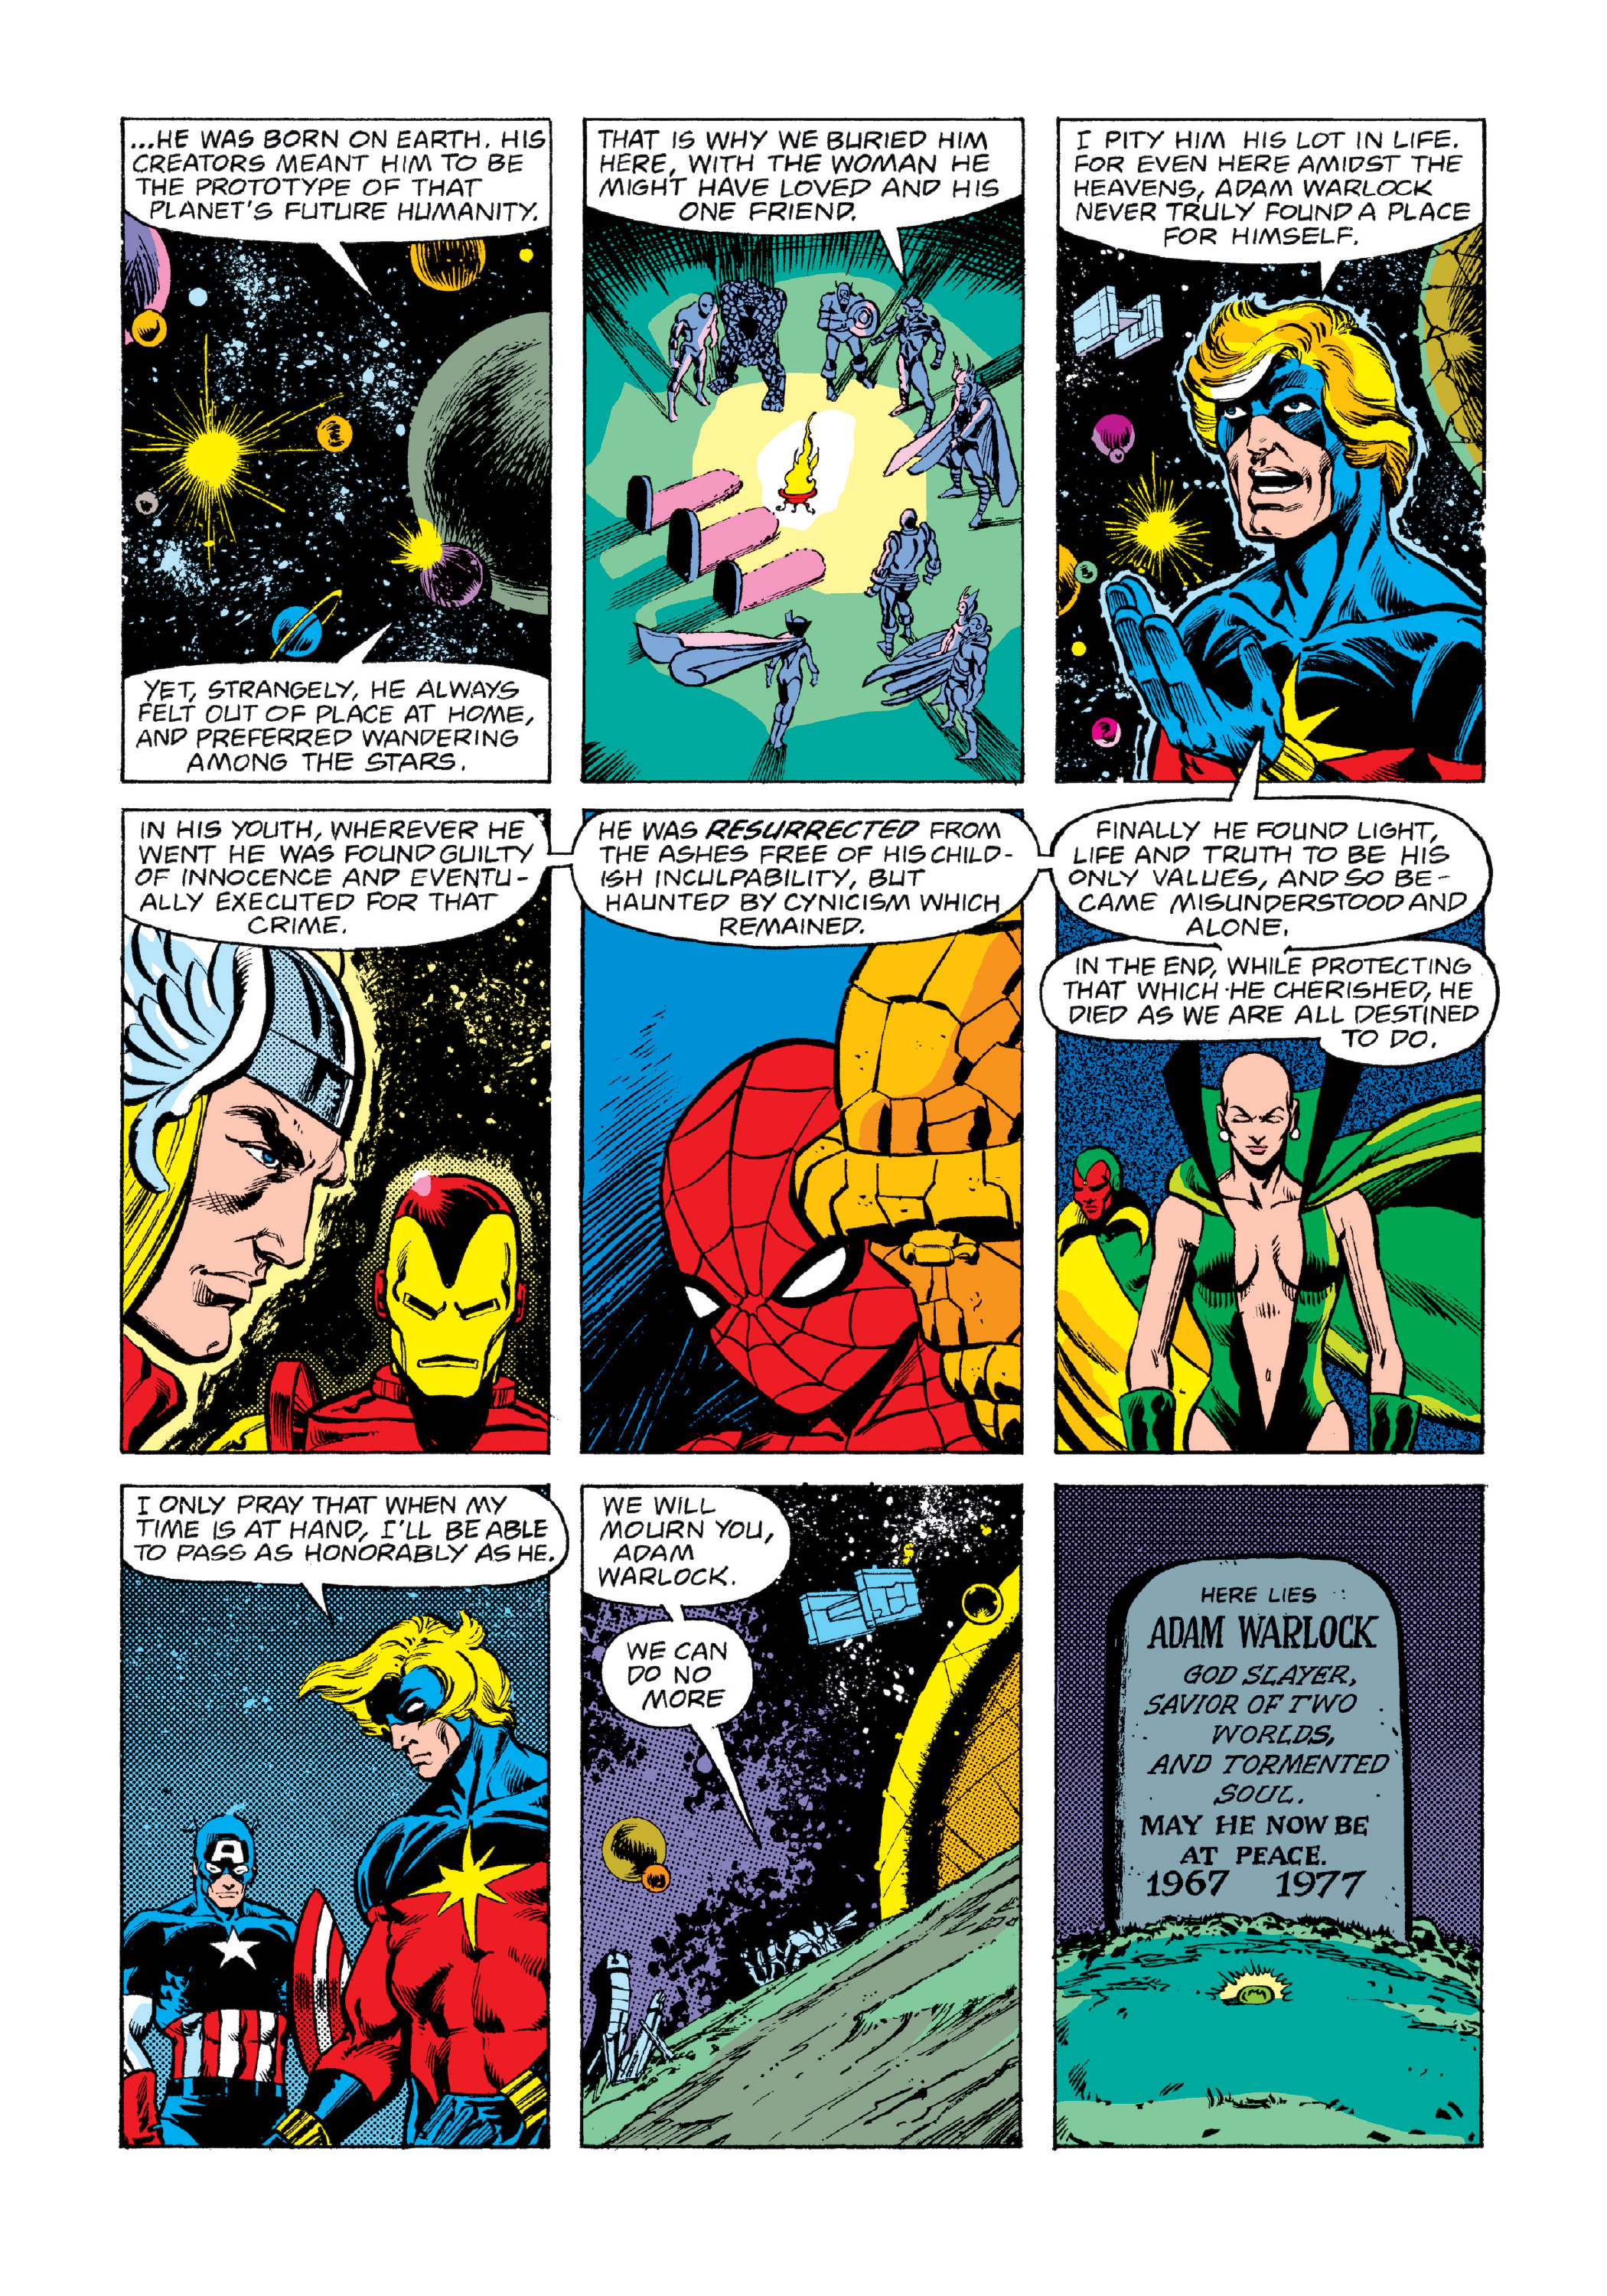 ...HE WAS BORN ON EARTH. HIS
CREATORS MEANT HIM TO BE
THE PROTOTYPE OF THAT
PLANET'S FUTURE HUMANITY.
YET, STRANGELY, HE ALWAYS
FELT OUT OF PLACE AT HOME,
AND PREFERRED WANDERING
AMONG THE STARS.
THAT IS WHY WE BURIED HIM
HERE, WITH THE WOMAN HE
MIGHT HAVE LOVED AND HIS
ONE FRIEND.
I PITY HIM HIS LOT IN LIFE.
FOR EVEN HERE AMIDST THE
HEAVENS, ADAM WARLOCK
NEVER TRULY FOUND A PLACE
FOR HIMSELF.
IN HIS YOUTH, WHEREVER HE
WENT HE WAS FOUND GUILTY
OF INNOCENCE AND EVENTU-
ALLY EXECUTED FOR THAT
CRIME.
HE WAS RESURRECTED FROM
THE ASHES FREE OF HIS CHILD-
ISH INCULPABILITY, BUT
HAUNTED BY CYNICISM WHICH
REMAINED.
FINALLY HE FOUND LIGHT,
LIFE AND TRUTH TO BE HIS
ONLY VALUES, AND SO BE-
CAME MISUNDERSTOOD AND
ALONE.
IN THE END, WHILE PROTECTING
THAT WHICH HE CHERISHED, HE
DIED AS WE ARE ALL DESTINED
TO DO.
I ONLY PRAY THAT WHEN MY
TIME IS AT HAND, I'LL BE ABLE
TO PASS AS HONORABLY AS HE.
A
WE WILL
MOURN YOU,
ADAM
WARLOCK.
WE CAN
DO NO
MORE
HERE LIES
ADAM WARLOCK
GOD SLAYER,
SAVIOR OF TWO
WORLDS,
AND TORMENTED
SOUL.
MAY HE NOW BE
AT PEACE.
1967 1977